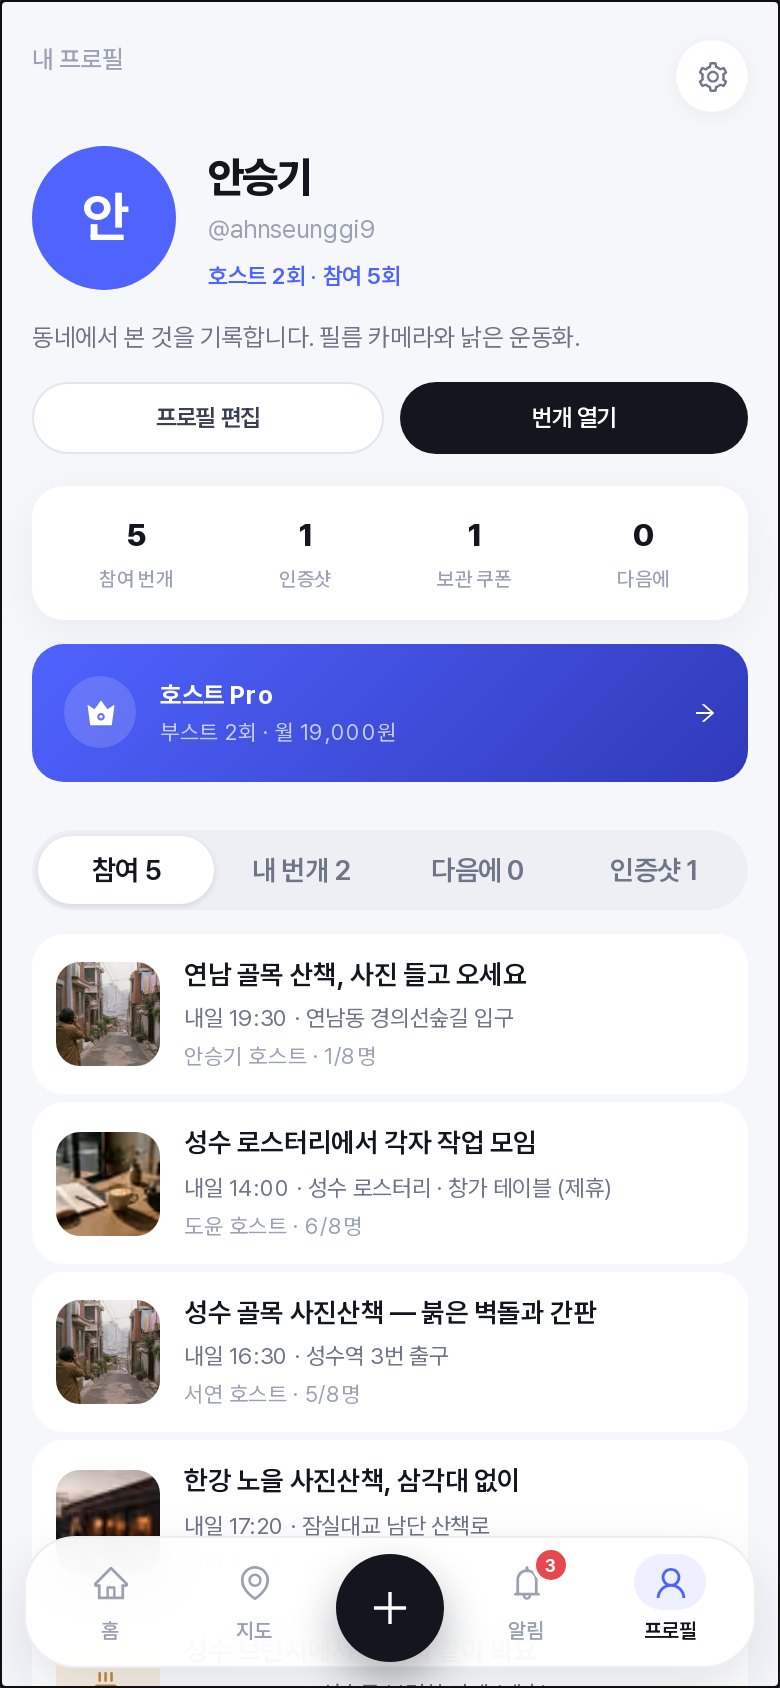 내 프로필
안
안승기
@ahnseunggi9
호스트 2회 · 참여 5회
동네에서 본 것을 기록합니다. 필름 카메라와 낡은 운동화.
프로필 편집
번개 열기
5
참여 번개
1
인증샷
1
보관 쿠폰
0
다음에
호스트 Pro
부스트 2회 · 월 19,000원
참여 5
내 번개 2
다음에 0
인증샷 1
연남 골목 산책, 사진 들고 오세요
내일 19:30 · 연남동 경의선숲길 입구
안승기 호스트 · 1/8명
성수 로스터리에서 각자 작업 모임
내일 14:00 · 성수 로스터리 · 창가 테이블 (제휴)
도윤 호스트 · 6/8명
성수 골목 사진산책 — 붉은 벽돌과 간판
내일 16:30 · 성수역 3번 출구
서연 호스트 · 5/8명
한강 노을 사진산책, 삼각대 없이
내일 17:20 · 잠실대교 남단 산책로
홈
지도
3
알림
프로필